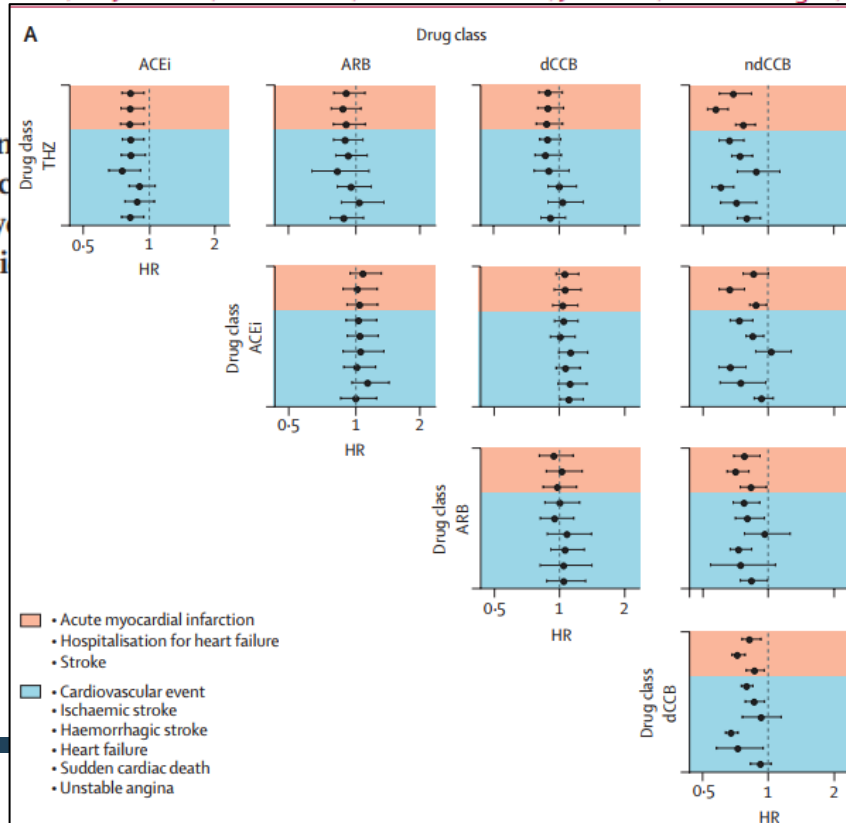 A
Drug class
ACEi
ARB
dCCB
ndCCB
Drug class
THZ
0·5
1
2
HR
Drug class
ACEi
0·5
1
2
HR
Drug class
ARB
0·5
1
2
HR
Drug class
dCCB
0·5
1
2
HR
• Acute myocardial infarction
• Hospitalisation for heart failure
• Stroke
• Cardiovascular event
• Ischaemic stroke
• Haemorrhagic stroke
• Heart failure
• Sudden cardiac death
• Unstable angina